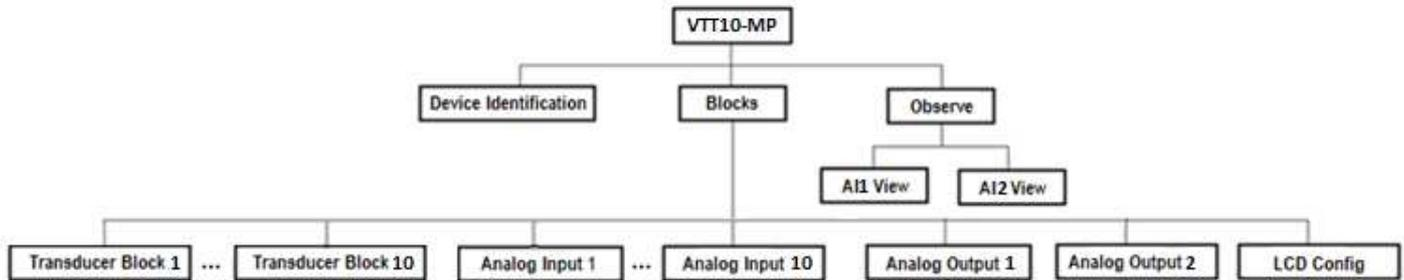 VTT10-MP
Device Identification
Blocks
Observe
AI1 View
AI2 View
Transducer Block 1 ... Transducer Block 10 Analog Input 1 ... Analog Input 10 Analog Output 1 Analog Output 2 LCD Config